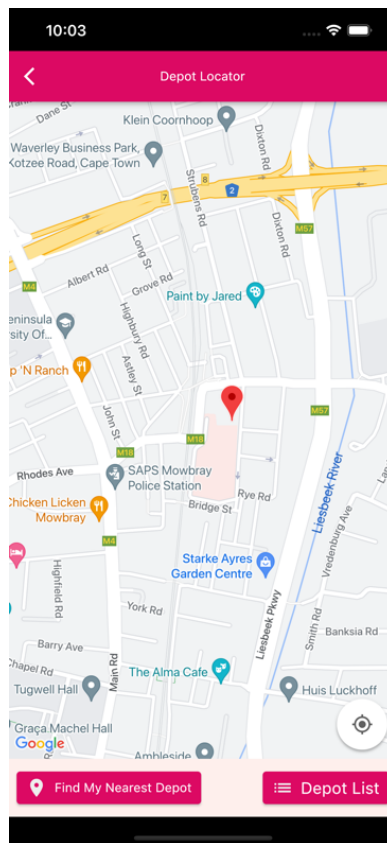 10:03
Depot Locator
Dane St
Klein Coornhoop
Waverley Business Park,
Kotzee Road, Cape Town
Dixton Rd
Strubens Rd
8
7
2
M57
Dixton Rd
Long St
Albert Rd
M4
Grove Rd
Paint by Jared
Highbury Rd
eninsula
sity Of...
p 'N Ranch
Astley St
John St
M57
M18
M18
Rhodes Ave
SAPS Mowbray
Police Station
Liesbeek River
Rye Rd
Chicken Licken
Mowbray
Bridge St
M4
Vredenburg Ave
Starke Ayres
Garden Centre
Highfield Rd
York Rd
Liesbeek Pkwy
Smith Rd
Banksia Rd
Barry Ave
Chapel Rd
Main Rd
The Alma Cafe
Tugwell Hall
Huis Luckhoff
Graça Machel Hall
Google
Ambleside
Find My Nearest Depot
Depot List